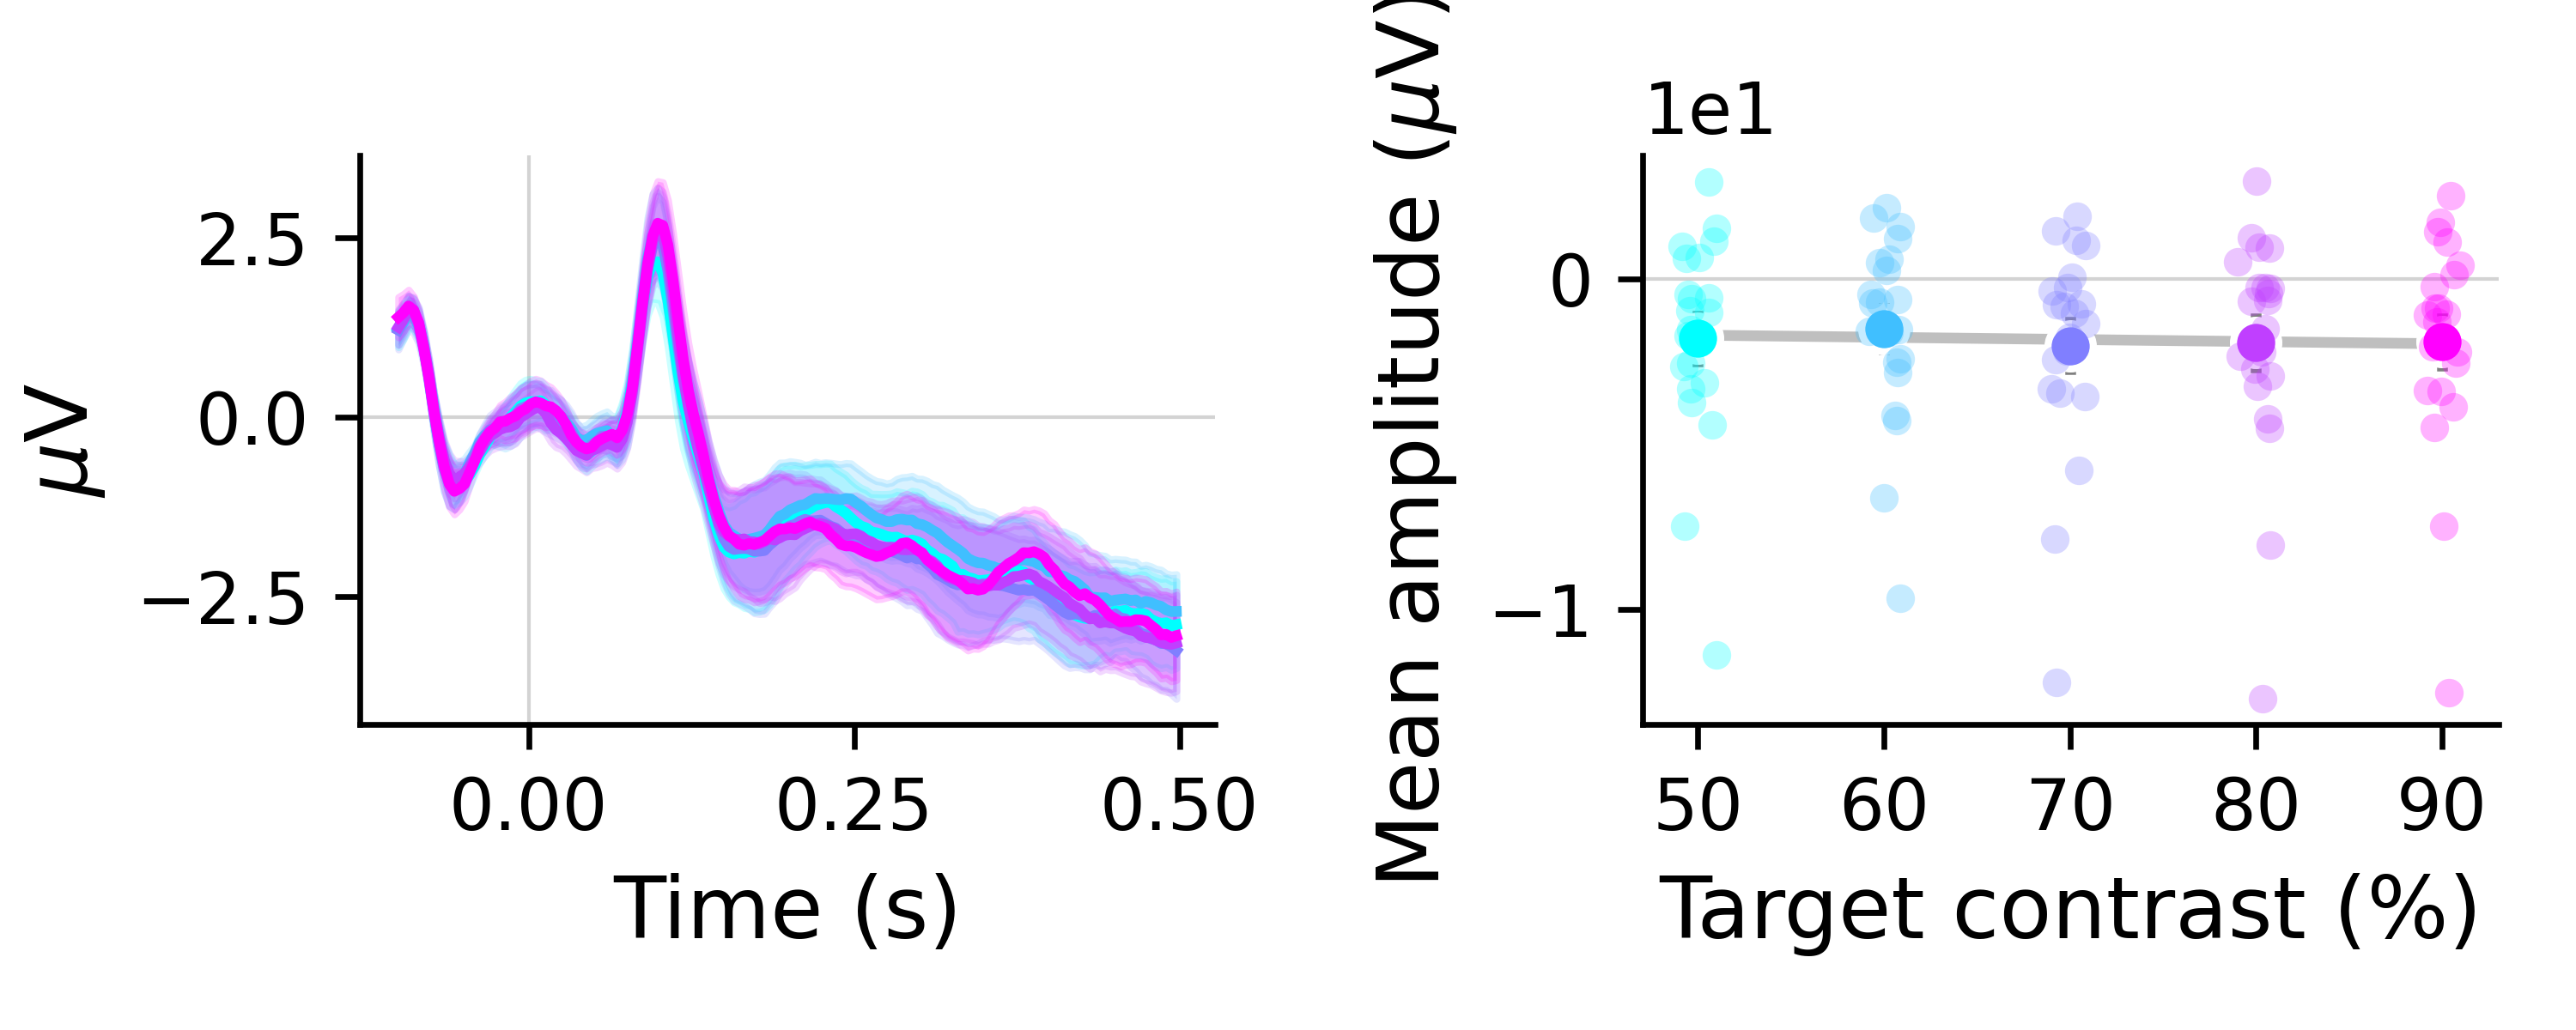 μV
2.5
0.0
−2.5
0.00 0.25 0.50
Time (s)
Mean amplitude (μV)
1e1
0
−1
50 60 70 80 90
Target contrast (%)